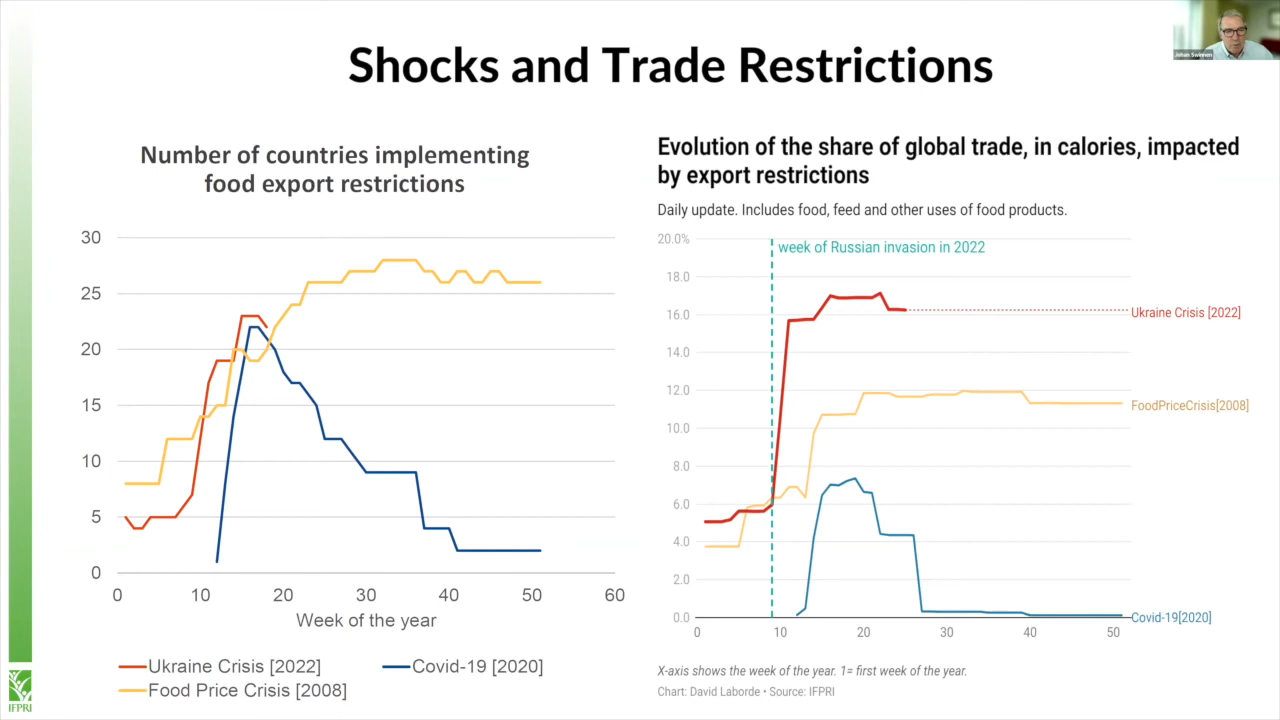 Shocks and Trade Restrictions
Johan Swinnen
Number of countries implementing
food export restrictions
30
25
20
15
10
5
0
0 10 20 30 40 50 60
Week of the year
Ukraine Crisis [2022] Covid-19 [2020]
Food Price Crisis [2008]
Evolution of the share of global trade, in calories, impacted
by export restrictions
Daily update. Includes food, feed and other uses of food products.
20.0%
week of Russian invasion in 2022
18.0
16.0
Ukraine Crisis [2022]
14.0
12.0
FoodPriceCrisis[2008]
10.0
8.0
6.0
4.0
2.0
0.0
Covid-19[2020]
0 10 20 30 40 50
X-axis shows the week of the year. 1= first week of the year.
Chart: David Laborde • Source: IFPRI
IFPRI